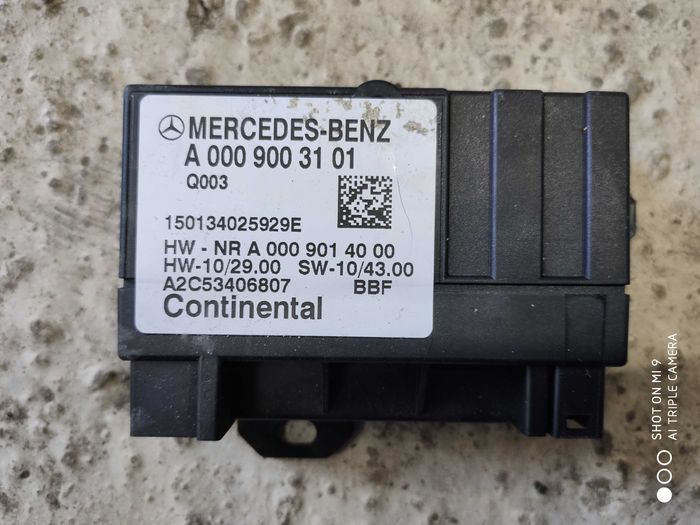 MERCEDES-BENZ
A 000 900 31 01
Q003
150134025929E
HW - NR A 000 901 40 00
HW-10/29.00 SW-10/43.00
A2C53406807 BBF
Continental
SHOT ON MI 9
AI TRIPLE CAMERA